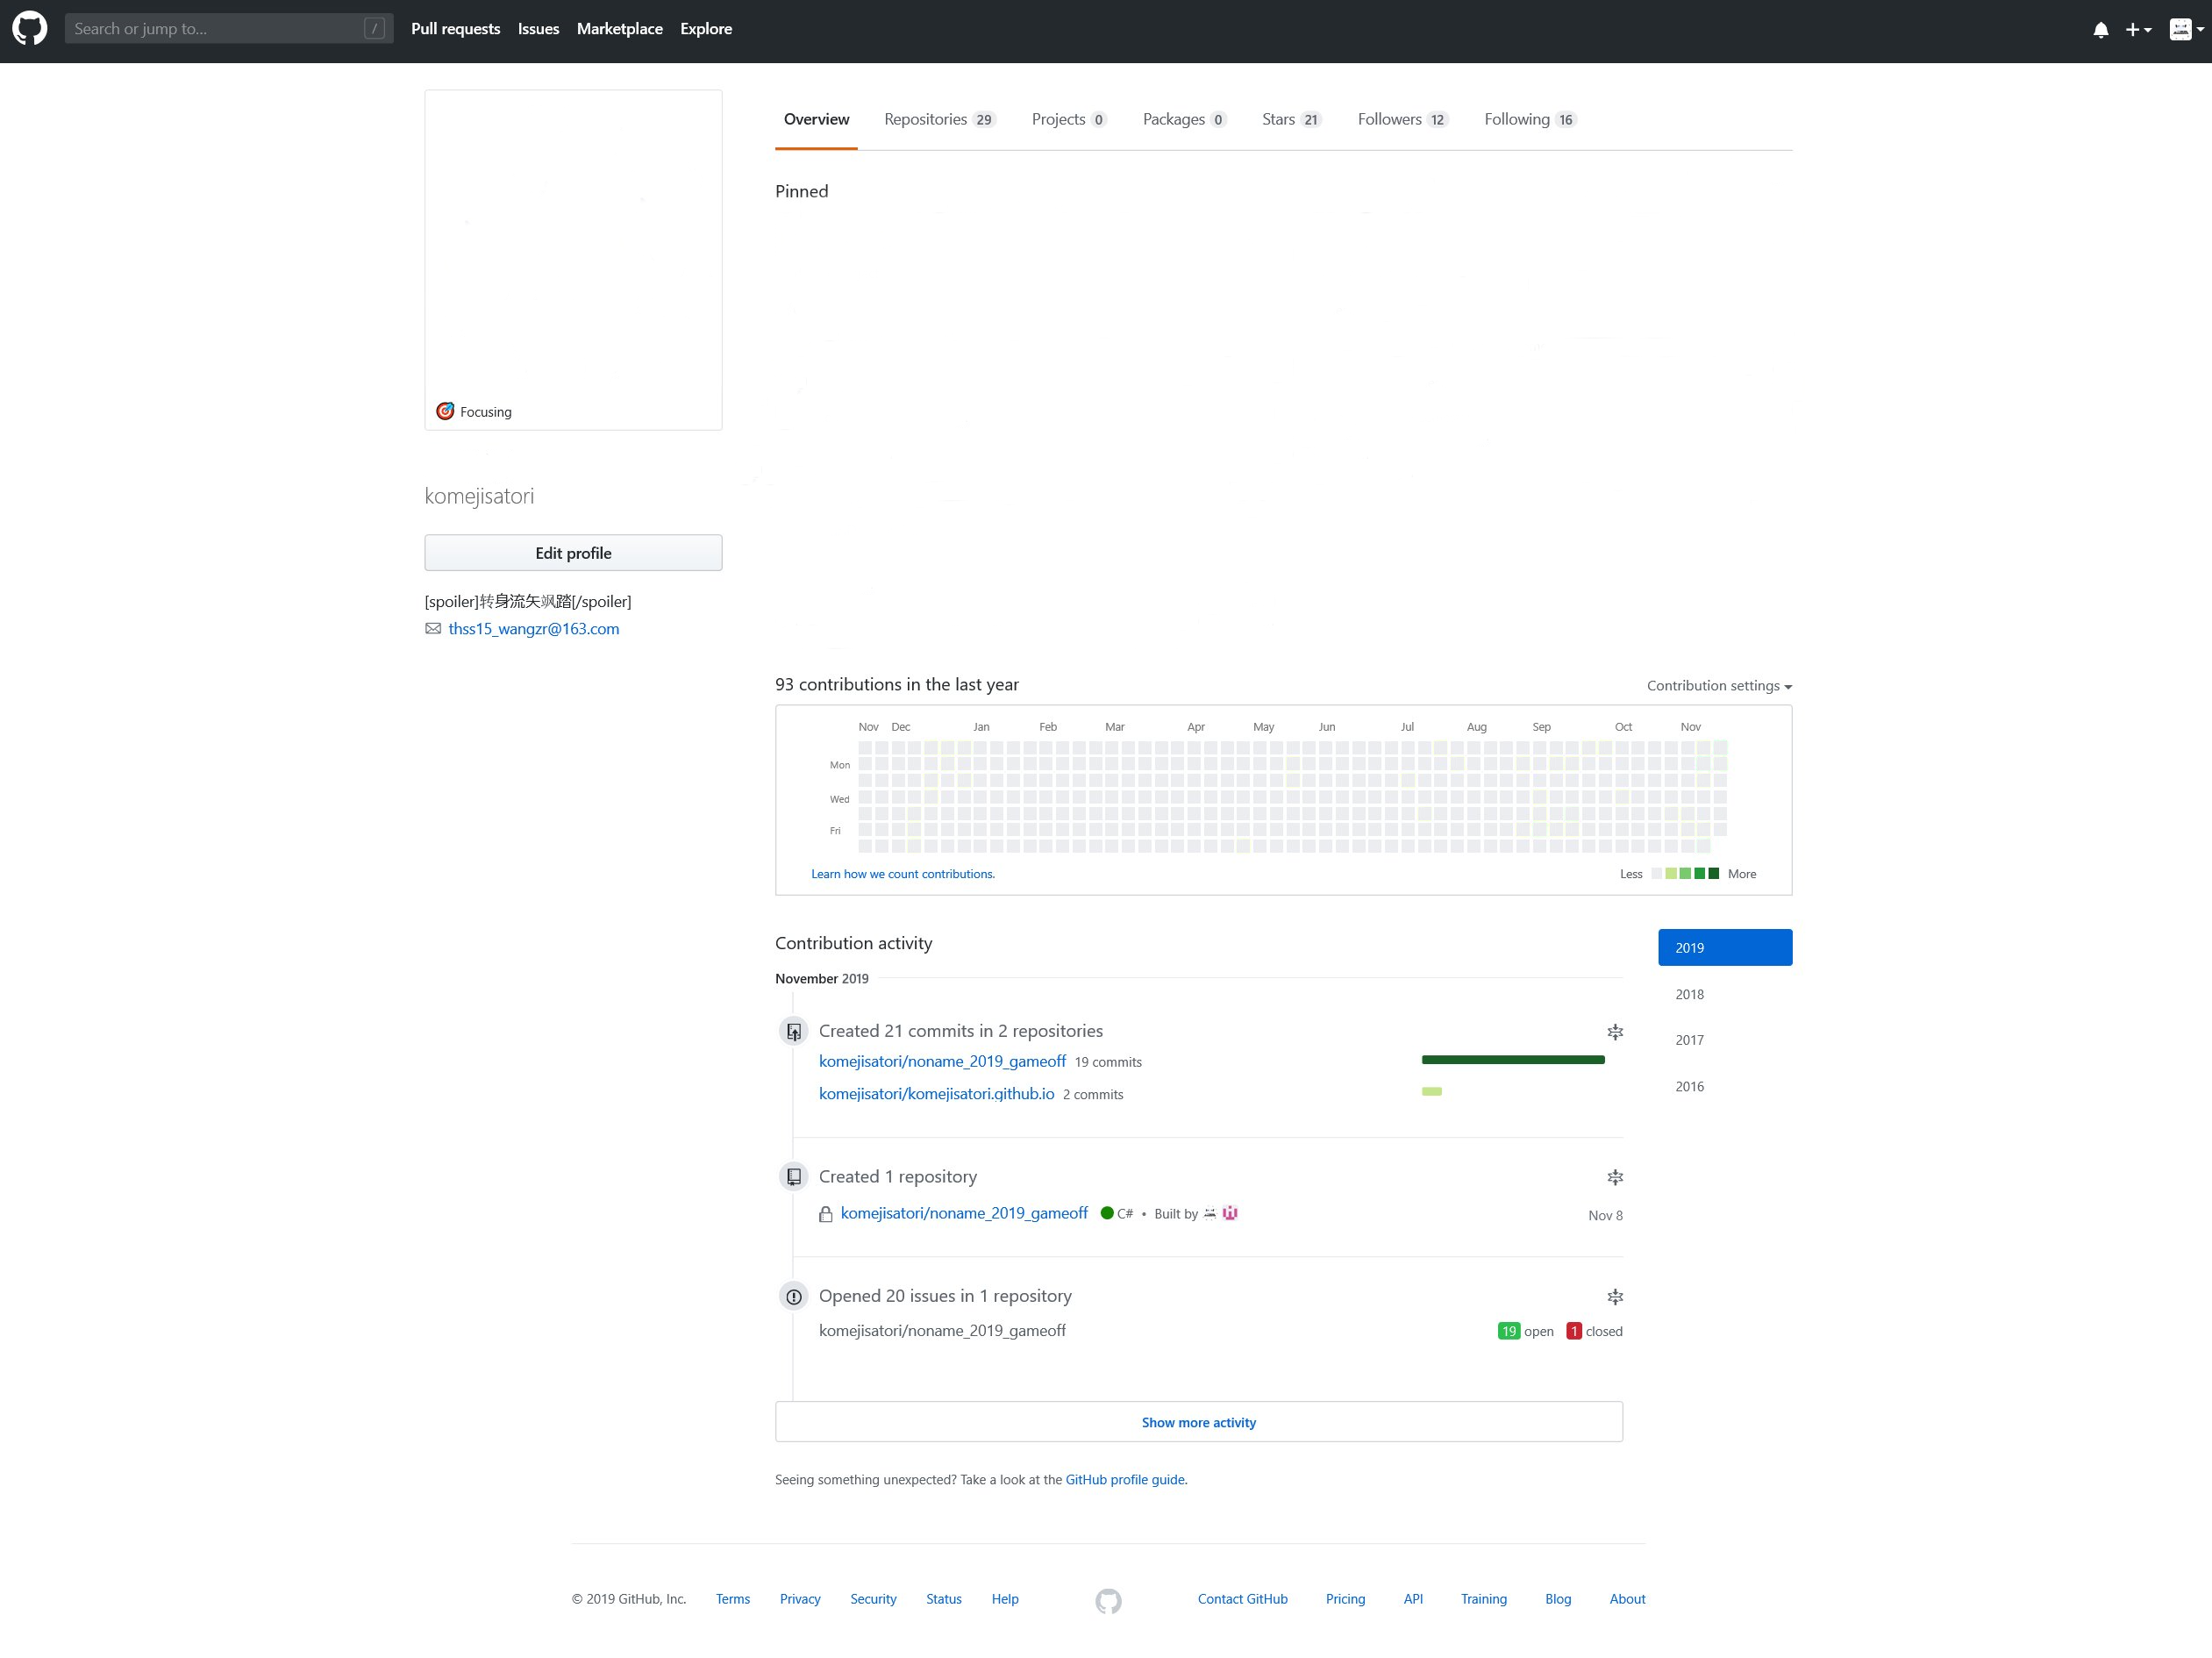 Search or jump to… /
Pull requests Issues Marketplace Explore
Overview Repositories 29 Projects 0 Packages 0 Stars 21 Followers 12 Following 16
Focusing
komejisatori
Edit profile
[spoiler]转身流矢飒踏[/spoiler]
thss15_wangzr@163.com
Pinned
93 contributions in the last year
Contribution settings
Nov Dec Jan Feb Mar Apr May Jun Jul Aug Sep Oct Nov
Mon
Wed
Fri
Learn how we count contributions.
Less More
Contribution activity
2019
2018
2017
2016
November 2019
Created 21 commits in 2 repositories
komejisatori/noname_2019_gameoff 19 commits
komejisatori/komejisatori.github.io 2 commits
Created 1 repository
komejisatori/noname_2019_gameoff C# • Built by
Nov 8
Opened 20 issues in 1 repository
komejisatori/noname_2019_gameoff 19 open 1 closed
Show more activity
Seeing something unexpected? Take a look at the GitHub profile guide.
© 2019 GitHub, Inc. Terms Privacy Security Status Help Contact GitHub Pricing API Training Blog About